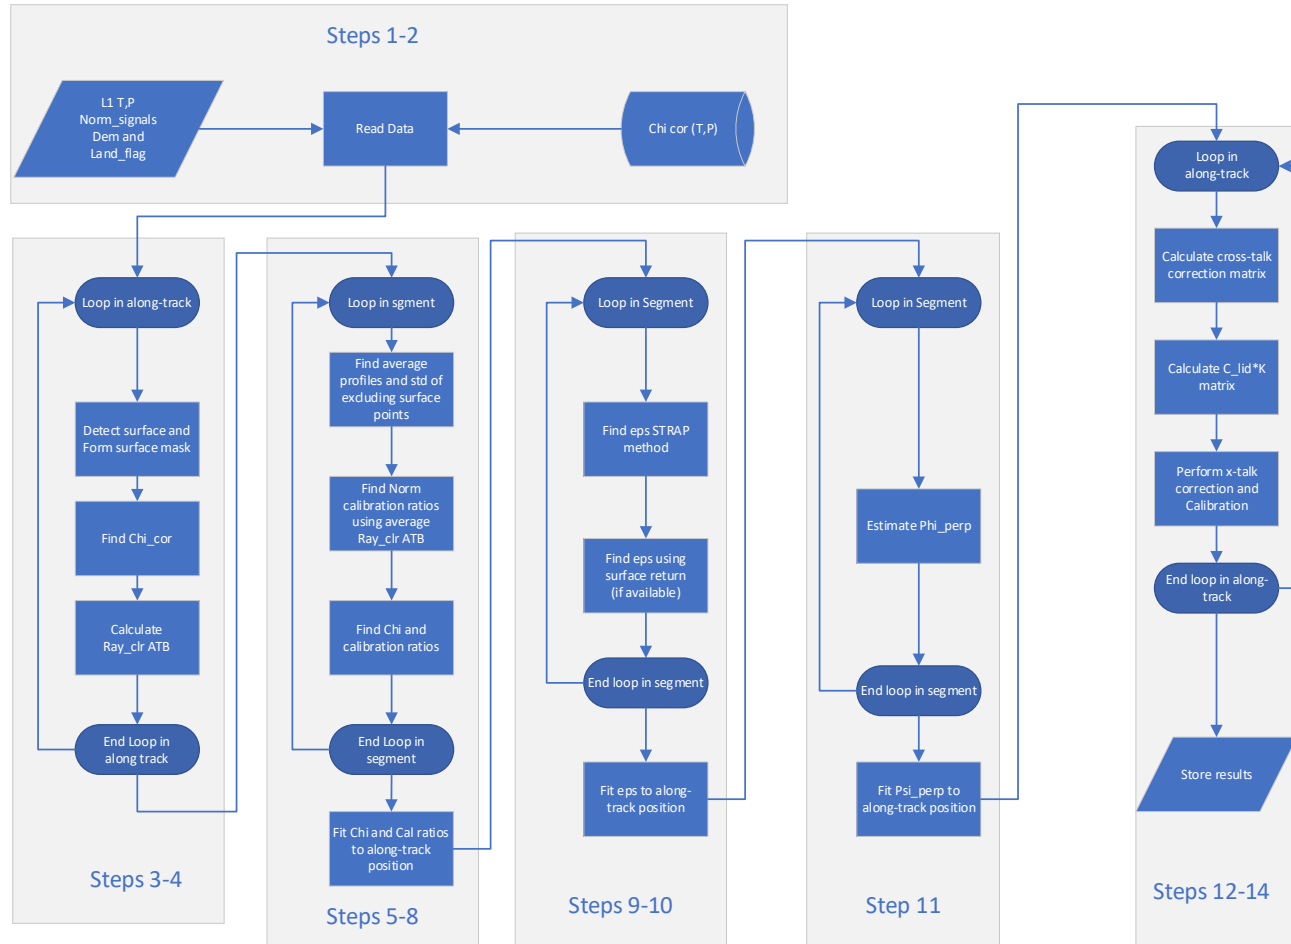 Steps 1-2
L1 T,P
Norm_signals
Dem and
Land_flag
Read Data
Chi cor (T,P)
Loop in along-track
Detect surface and
Form surface mask
Find Chi_cor
Calculate
Ray_clr ATB
End Loop in
along track
Steps 3-4
Loop in sgment
Find average
profiles and std of
excluding surface
points
Find Norm
calibration ratios
using average
Ray_clr ATB
Find Chi and
calibration ratios
End Loop in
segment
Fit Chi and Cal ratios
to along-track
position
Steps 5-8
Loop in Segment
Find eps STRAP
method
Find eps using
surface return
(if available)
End loop in segment
Fit eps to along-
track position
Steps 9-10
Loop in Segment
Estimate Phi_perp
End loop in segment
Fit Psi_perp to
along-track position
Step 11
Loop in
along-track
Calculate cross-talk
correction matrix
Calculate C_lid*K
matrix
Perform x-talk
correction and
Calibration
End loop in along-
track
Store results
Steps 12-14